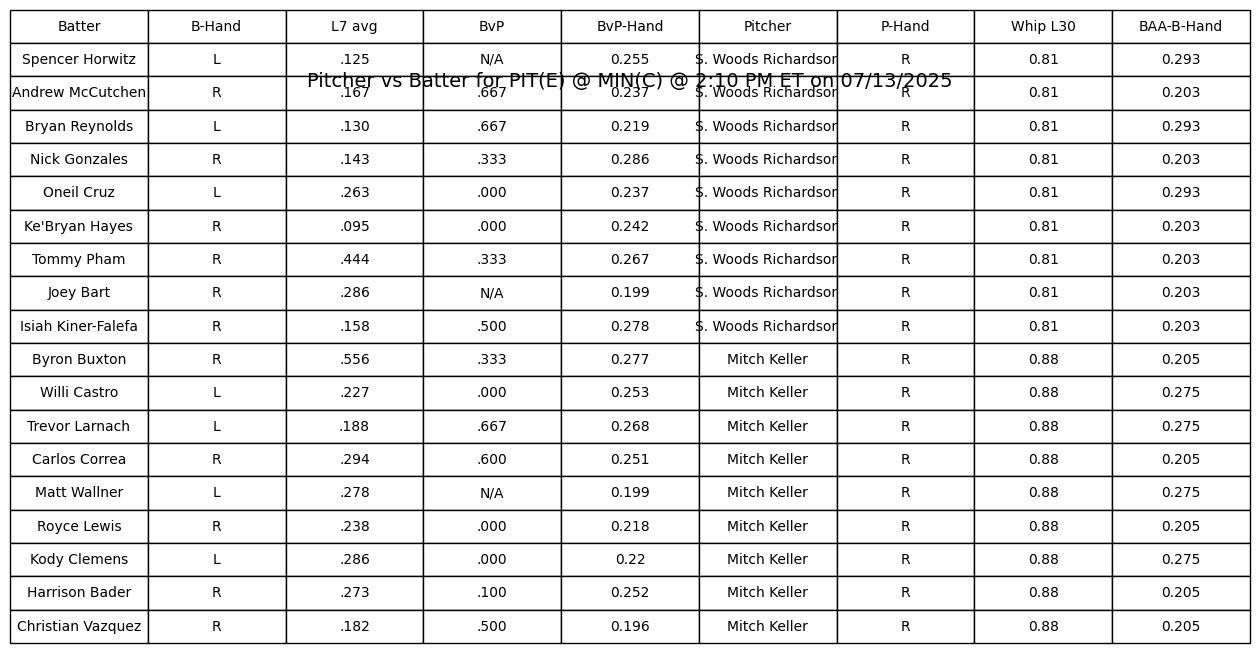 Batter B-Hand L7 avg BvP BvP-Hand Pitcher P-Hand Whip L30 BAA-B-Hand
Spencer Horwitz L .125 N/A 0.255 S. Woods Richardson R 0.81 0.293
Pitcher vs Batter for PIT(E) @ MIN(C) @ 2:10 PM ET on 07/13/2025
Andrew McCutchen R .167 .667 0.237 S. Woods Richardson R 0.81 0.203
Bryan Reynolds L .130 .667 0.219 S. Woods Richardson R 0.81 0.293
Nick Gonzales R .143 .333 0.286 S. Woods Richardson R 0.81 0.203
Oneil Cruz L .263 .000 0.237 S. Woods Richardson R 0.81 0.293
Ke'Bryan Hayes R .095 .000 0.242 S. Woods Richardson R 0.81 0.203
Tommy Pham R .444 .333 0.267 S. Woods Richardson R 0.81 0.203
Joey Bart R .286 N/A 0.199 S. Woods Richardson R 0.81 0.203
Isiah Kiner-Falefa R .158 .500 0.278 S. Woods Richardson R 0.81 0.203
Byron Buxton R .556 .333 0.277 Mitch Keller R 0.88 0.205
Willi Castro L .227 .000 0.253 Mitch Keller R 0.88 0.275
Trevor Larnach L .188 .667 0.268 Mitch Keller R 0.88 0.275
Carlos Correa R .294 .600 0.251 Mitch Keller R 0.88 0.205
Matt Wallner L .278 N/A 0.199 Mitch Keller R 0.88 0.275
Royce Lewis R .238 .000 0.218 Mitch Keller R 0.88 0.205
Kody Clemens L .286 .000 0.22 Mitch Keller R 0.88 0.275
Harrison Bader R .273 .100 0.252 Mitch Keller R 0.88 0.205
Christian Vazquez R .182 .500 0.196 Mitch Keller R 0.88 0.205